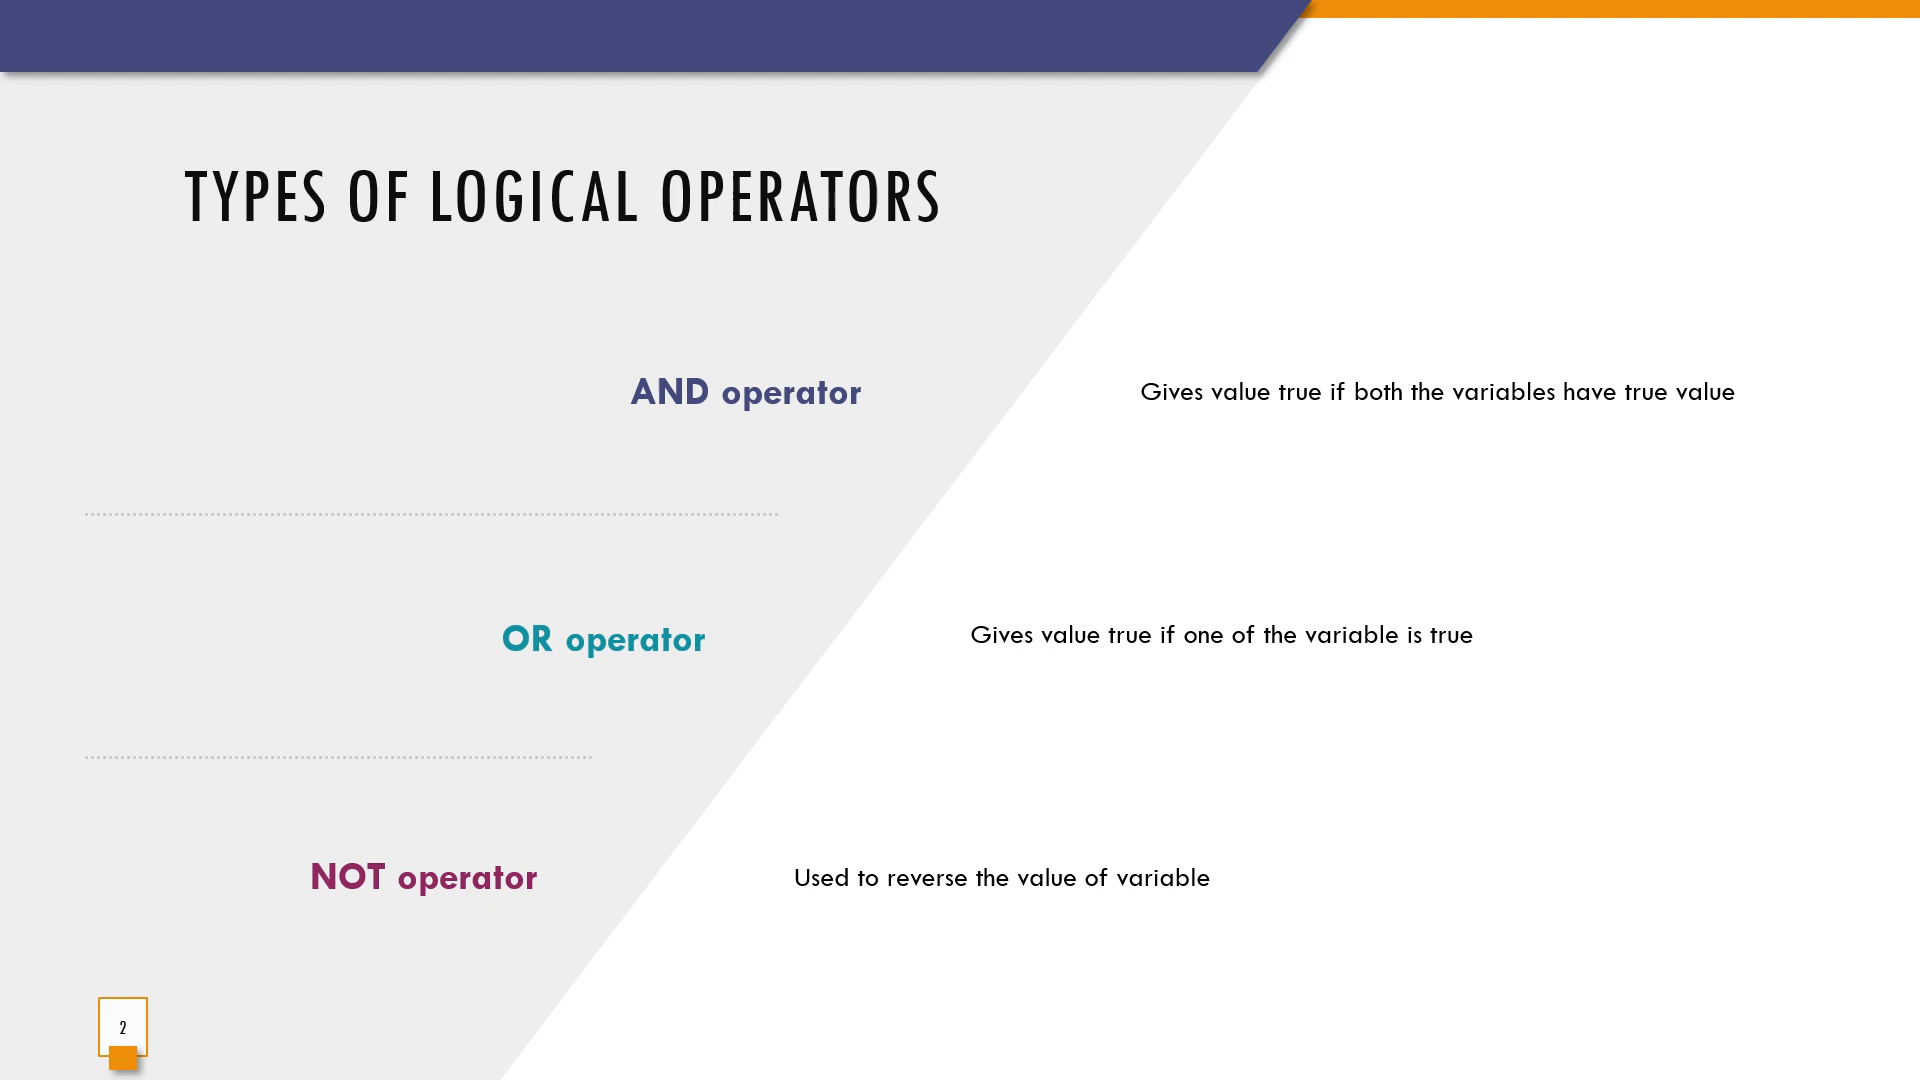 TYPES OF LOGICAL OPERATORS
AND operator
Gives value true if both the variables have true value
OR operator
Gives value true if one of the variable is true
NOT operator
Used to reverse the value of variable
2